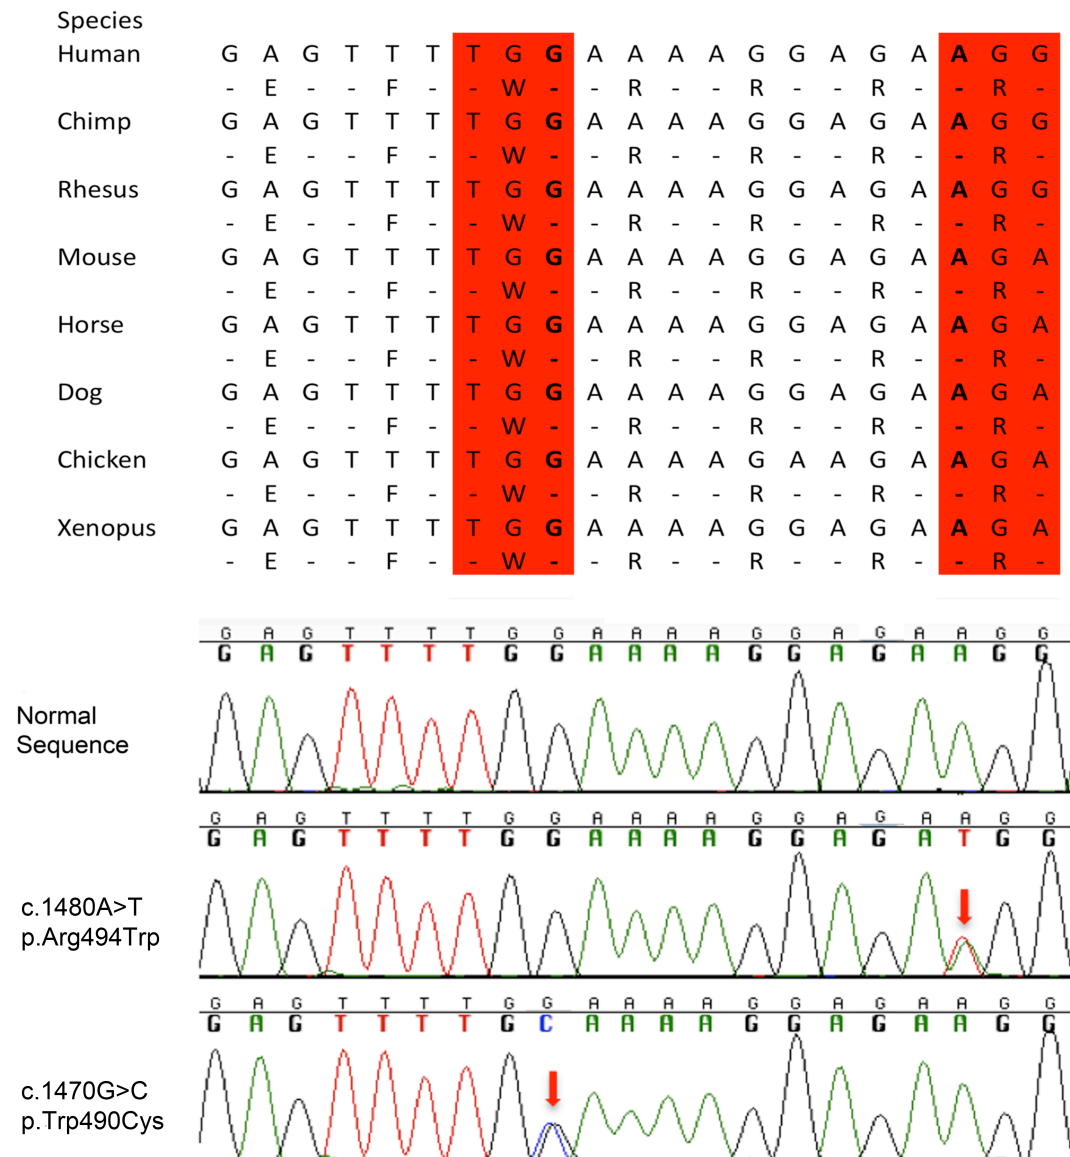 Species
Human G A G T T T T G G A A A A G G A G A A G G
- E - - F - - W - - R - - R - - R - - R -
Chimp G A G T T T T G G A A A A G G A G A A G G
- E - - F - - W - - R - - R - - R - - R -
Rhesus G A G T T T T G G A A A A G G A G A A G G
- E - - F - - W - - R - - R - - R - - R -
Mouse G A G T T T T G G A A A A G G A G A A G A
- E - - F - - W - - R - - R - - R - - R -
Horse G A G T T T T G G A A A A G G A G A A G A
- E - - F - - W - - R - - R - - R - - R -
Dog G A G T T T T G G A A A A G G A G A A G A
- E - - F - - W - - R - - R - - R - - R -
Chicken G A G T T T T G G A A A A G A A G A A G A
- E - - F - - W - - R - - R - - R - - R -
Xenopus G A G T T T T G G A A A A G G A G A A G A
- E - - F - - W - - R - - R - - R - - R -
G A G T T T T G G A A A A G G A G A A G G
G A G T T T T G G A A A A G G A G A A G G
Normal
Sequence
G A G T T T T G G A A A A G G A G A A G G
G A G T T T T G G A A A A G G A G A T G G
c.1480A>T
p.Arg494Trp
G A G T T T T G G A A A A G G A G A A G G
G A G T T T T G C A A A A G G A G A A G G
c.1470G>C
p.Trp490Cys